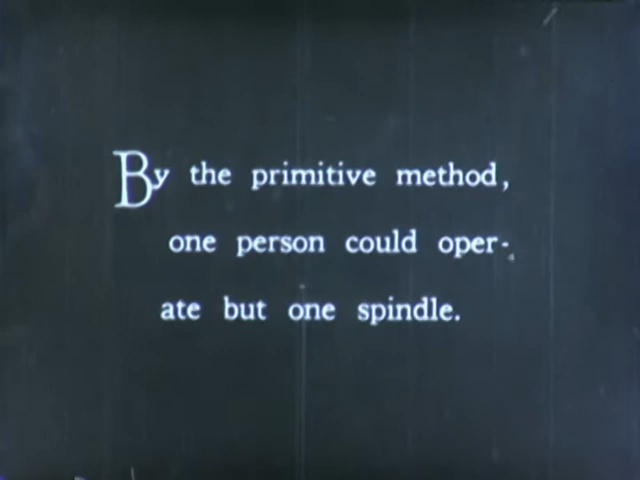 By the primitive method,
one person could oper-
ate but one spindle.